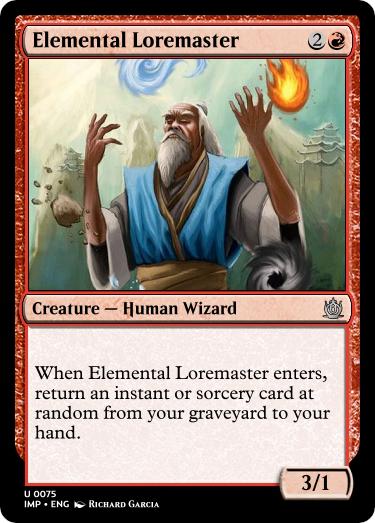 Elemental Loremaster 2
Creature — Human Wizard
When Elemental Loremaster enters,
return an instant or sorcery card at
random from your graveyard to your
hand.
3/1
U 0075
IMP • ENG Richard Garcia